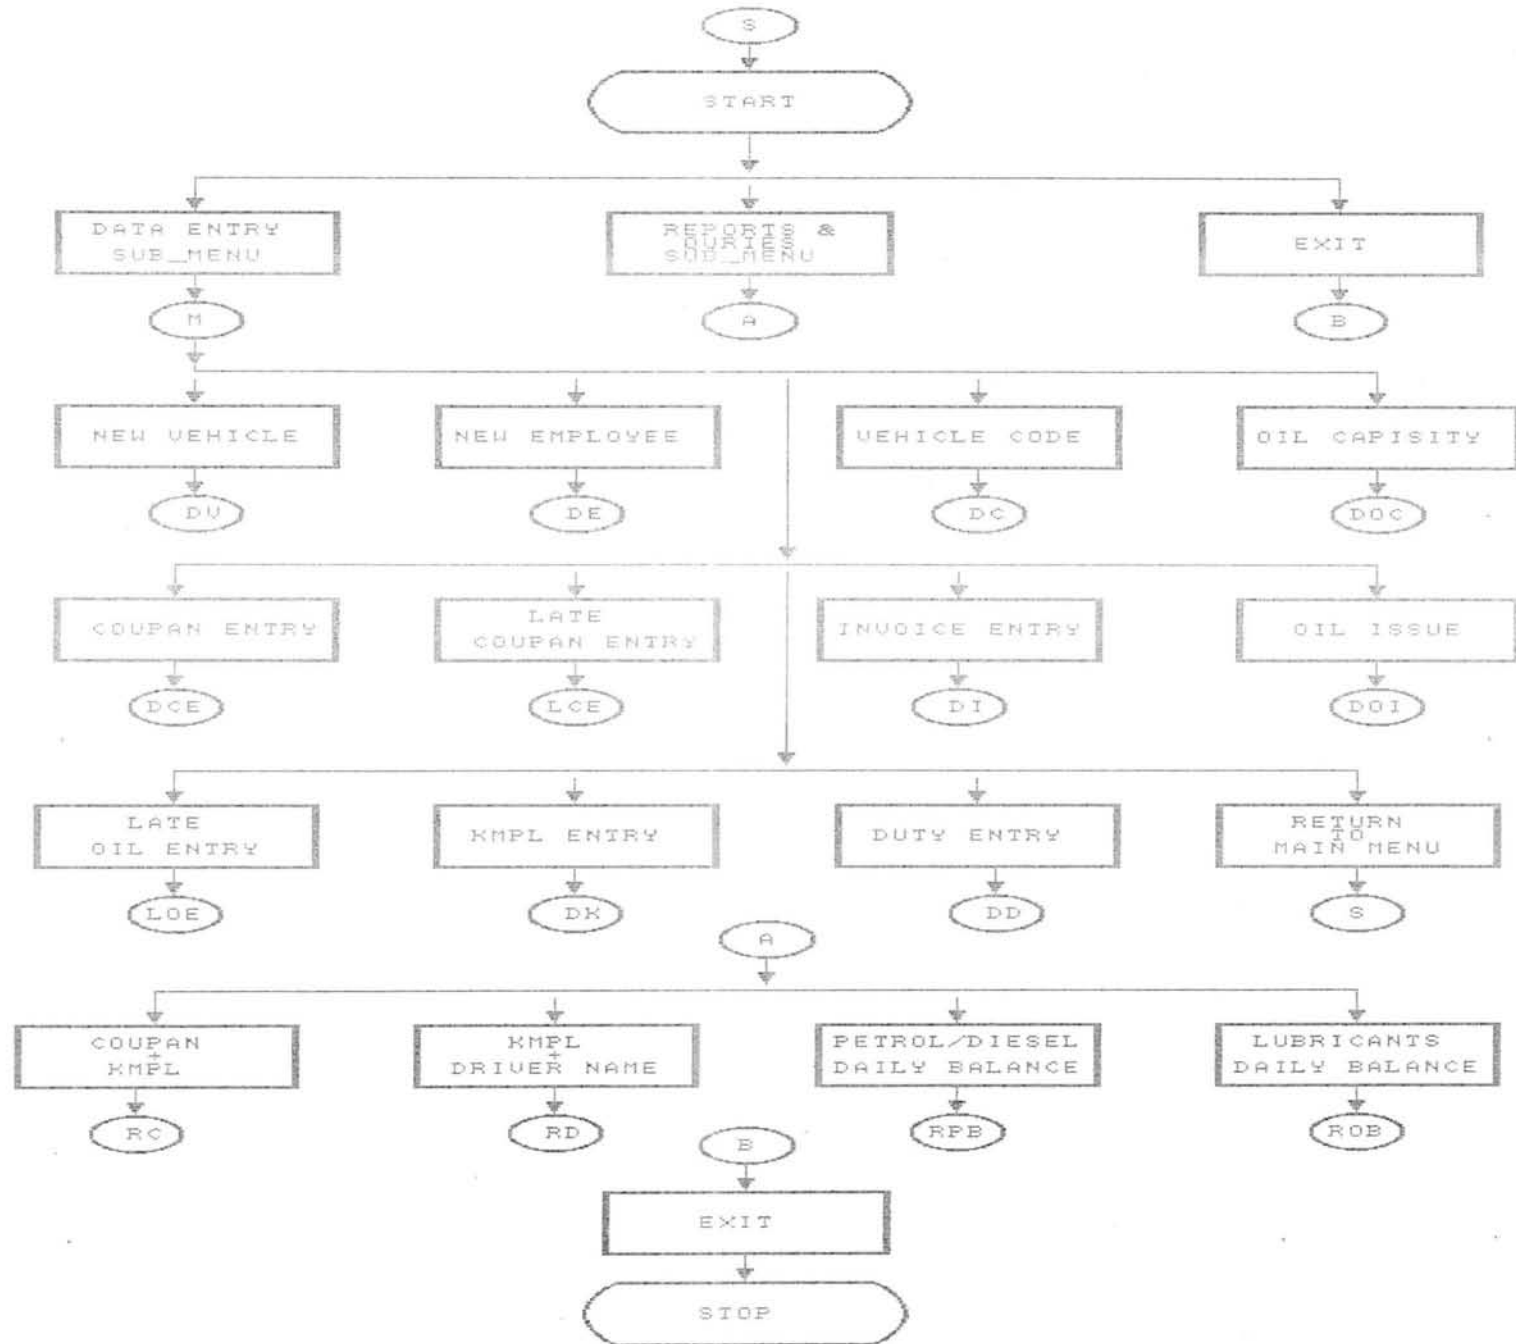 S
START
DATA ENTRY
SUB_MENU
REPORTS &
QURIES
SUB_MENU
EXIT
M
A
B
NEW VEHICLE
NEW EMPLOYEE
VEHICLE CODE
OIL CAPISITY
DV
DE
DC
DOC
COUPAN ENTRY
LATE
COUPAN ENTRY
INVOICE ENTRY
OIL ISSUE
DCE
LCE
DI
DOI
LATE
OIL ENTRY
KMPL ENTRY
DUTY ENTRY
RETURN
TO
MAIN MENU
LOE
DK
DD
S
A
COUPAN
+
KMPL
KMPL
+
DRIVER NAME
PETROL/DIESEL
DAILY BALANCE
LUBRICANTS
DAILY BALANCE
RC
RD
RPB
ROB
B
EXIT
STOP